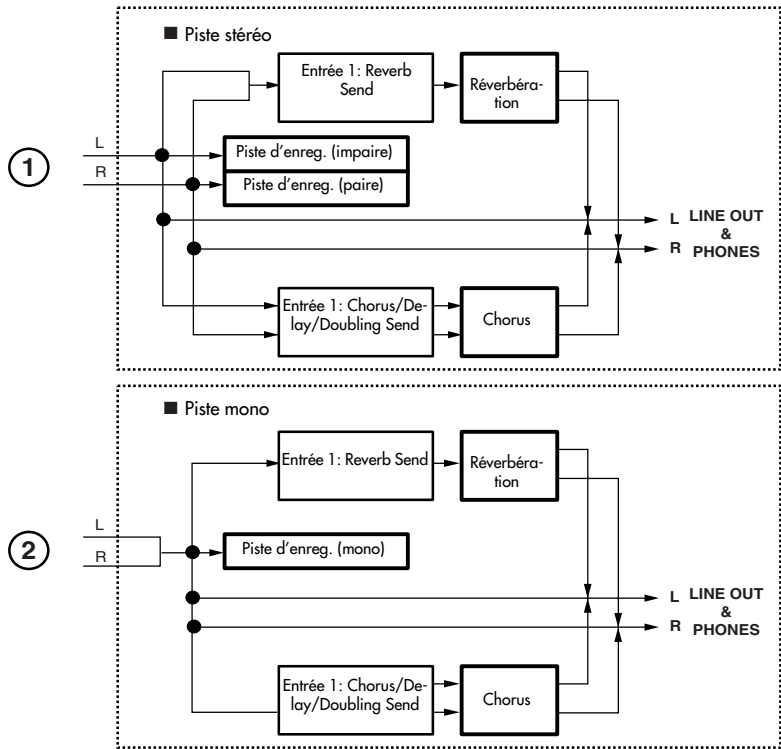 ■ Piste stéréo
Entrée 1: Reverb
Send
Réverbéra-
tion
1
L
R
Piste d'enreg. (impaire)
Piste d'enreg. (paire)
L LINE OUT
&
R PHONES
Entrée 1: Chorus/De-
lay/Doubling Send
Chorus
■ Piste mono
Entrée 1: Reverb Send
Réverbéra-
tion
2
L
R
Piste d'enreg. (mono)
L LINE OUT
&
R PHONES
Entrée 1: Chorus/De-
lay/Doubling Send
Chorus